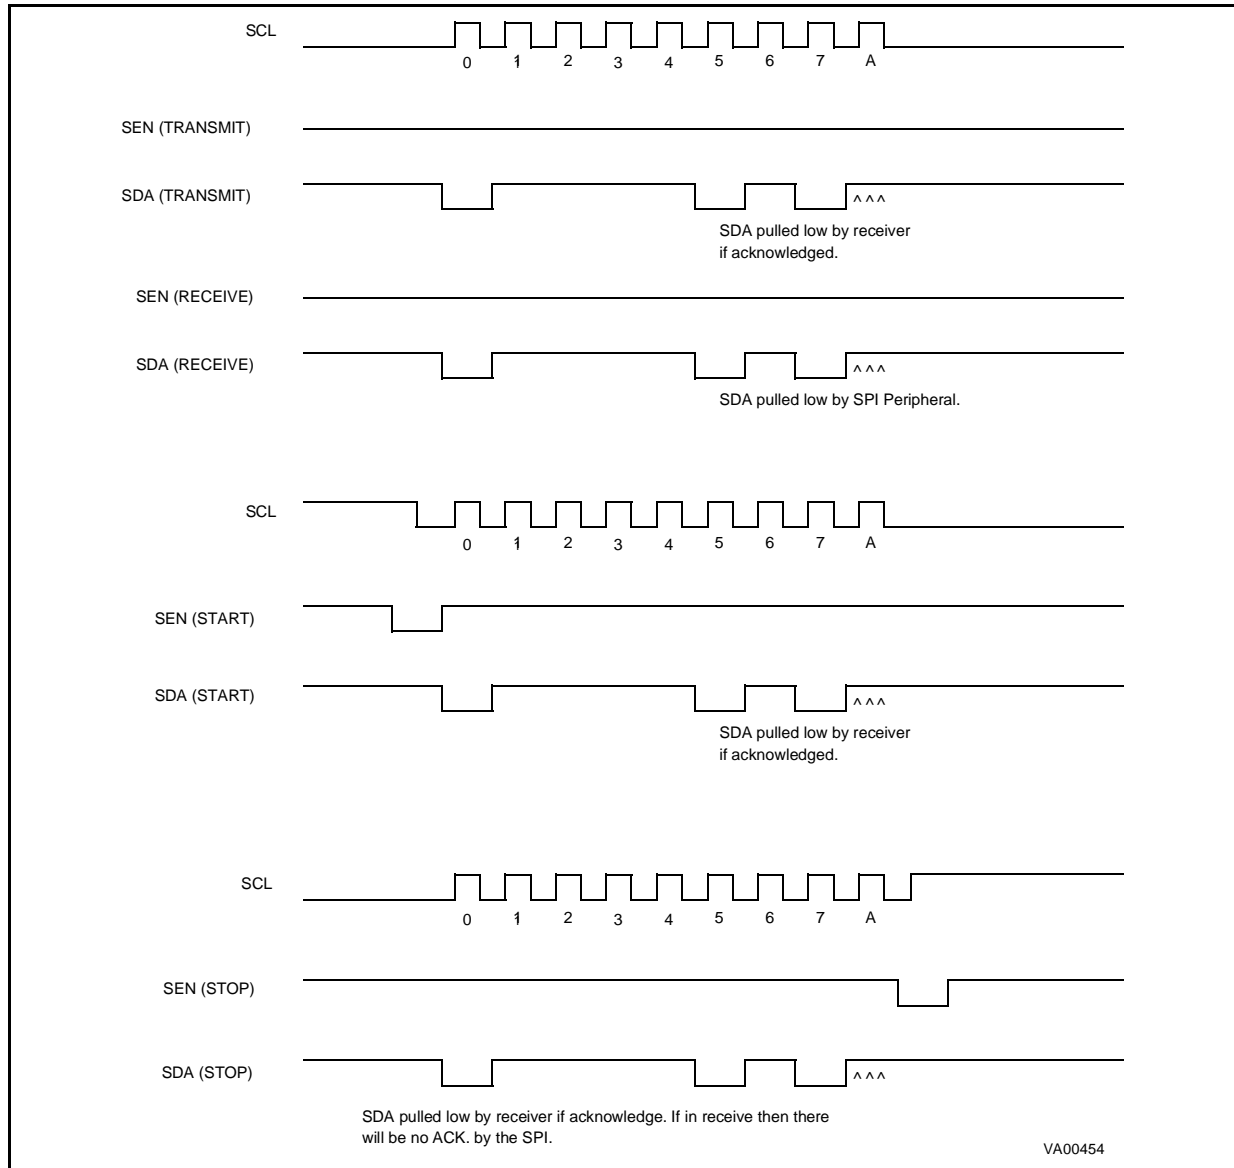 SCL
0 1 2 3 4 5 6 7 A
SEN (TRANSMIT)
SDA (TRANSMIT)
^ ^ ^
SDA pulled low by receiver
if acknowledged.
SEN (RECEIVE)
SDA (RECEIVE)
^ ^ ^
SDA pulled low by SPI Peripheral.
SCL
0 1 2 3 4 5 6 7 A
SEN (START)
SDA (START)
^ ^ ^
SDA pulled low by receiver
if acknowledged.
SCL
0 1 2 3 4 5 6 7 A
SEN (STOP)
SDA (STOP)
^ ^ ^
SDA pulled low by receiver if acknowledge. If in receive then there
will be no ACK. by the SPI.
VA00454